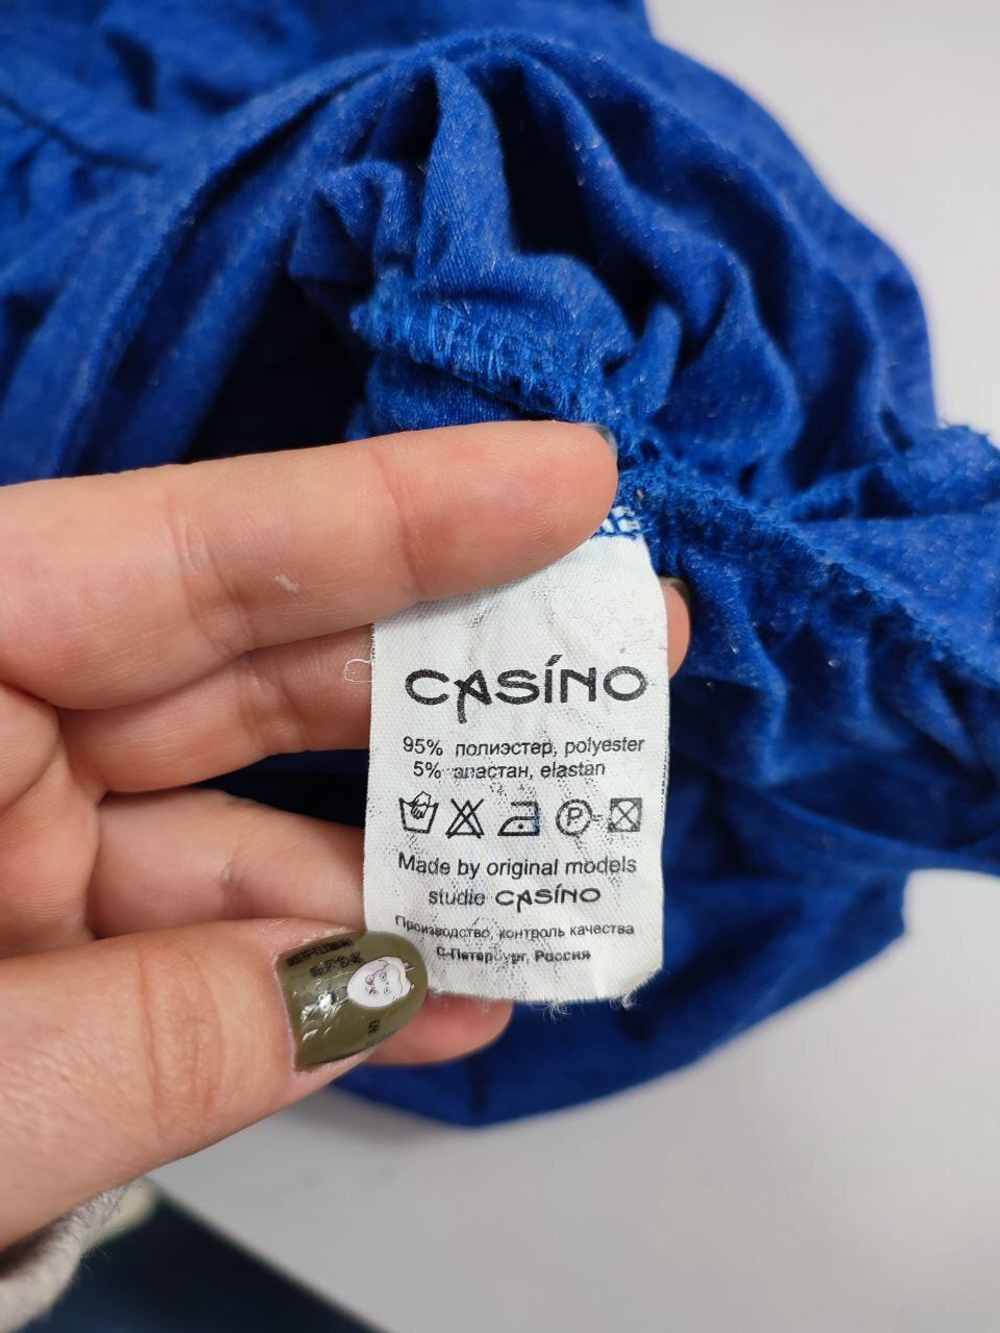 CASÍNO
95% полиэстер, polyester
5% эластан, elastan
P
Made by original models
studio CASÍNO
Производство, контроль качества
С-Петербург, Россия